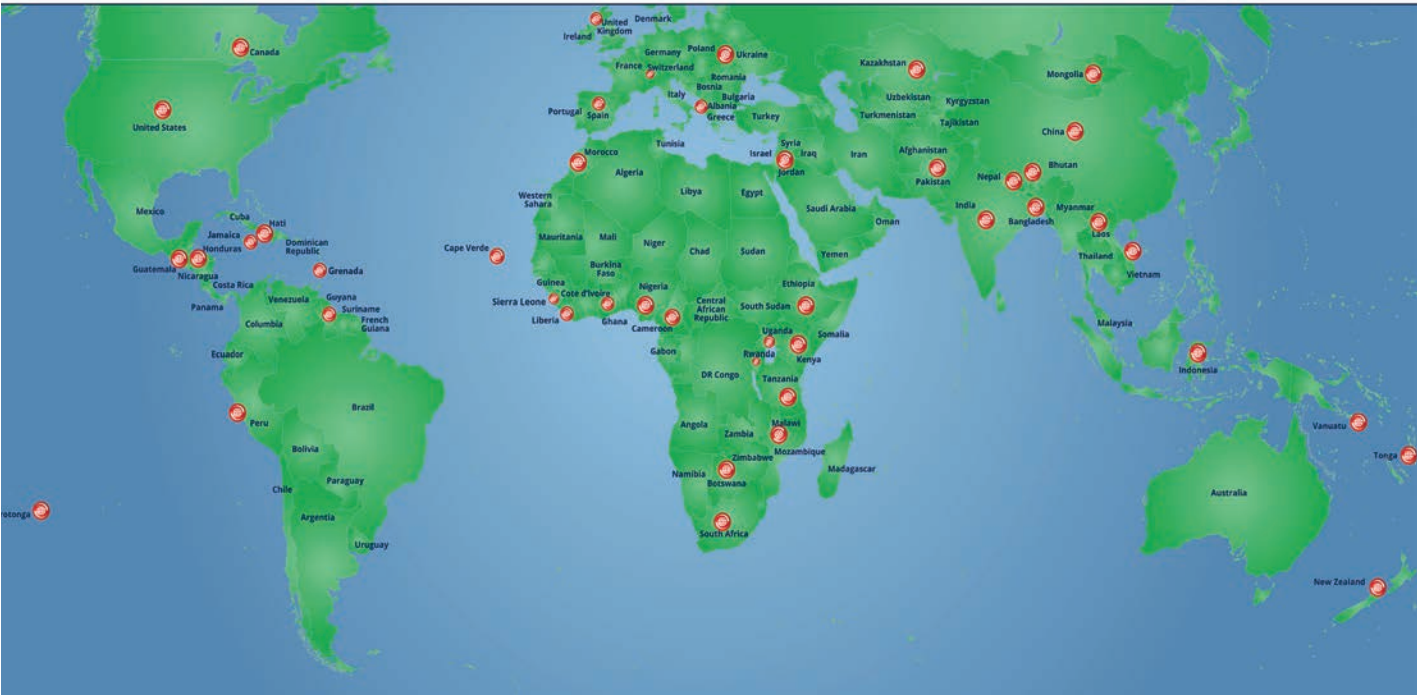 United
Kingdom
Denmark
Ireland
Canada
Germany
Poland
Ukraine
France
Switzerland
Kazakhstan
Mongolla
Romania
Bosnia
Italy
Bulgaria
Uzbekistan
Kyrgyzstan
Portugal
Spain
Albania
Greece
Turkey
Turkmenistan
Tajikistan
United States
China
Tunisia
Syria
Israel
Iraq
Iran
Afghanistan
Morocco
Jordan
Algeria
Bhutan
Nepal
Pakistan
Libya
Egypt
Western
Sahara
Mexico
Cuba
Hati
Saudi Arabia
Oman
India
Bangladesh
Myanmar
Laos
Jamaica
Honduras
Dominican
Republic
Cape Verde
Mauritania
Mali
Niger
Chad
Sudan
Yemen
Thailand
Vietnam
Guatemala
Nicaragua
Grenada
Costa Rica
Burkina
Faso
Guinea
Nigeria
Ethiopia
Panama
Venezuela
Guyana
Suriname
French
Guiana
Sierra Leone
Cote d'Ivoire
Central
African
Republic
South Sudan
Liberia
Ghana
Cameroon
Columbia
Uganda
Somalia
Malaysia
Ecuador
Gabon
Rwanda
Kenya
DR Congo
Tanzania
Indonesia
Brazil
Peru
Angola
Zambia
Malawi
Vanuatu
Bolivia
Zimbabwe
Mozambique
Madagascar
Tonga
Namibia
Botswana
Paraguay
Chile
Australia
rotonga
Argentia
South Africa
Uruguay
New Zealand